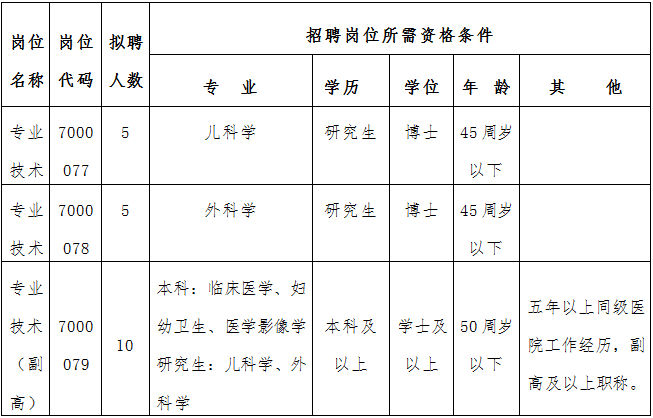 岗位名称 岗位代码 拟聘人数 招聘岗位所需资格条件
专 业 学历 学位 年 龄 其 他
专业技术 7000077 5 儿科学 研究生 博士 45周岁以下
专业技术 7000078 5 外科学 研究生 博士 45周岁以下
专业技术（副高） 7000079 10 本科：临床医学、妇幼卫生、医学影像学 研究生：儿科学、外科学 本科及以上 学士及以上 50周岁以下 五年以上同级医院工作经历，副高及以上职称。